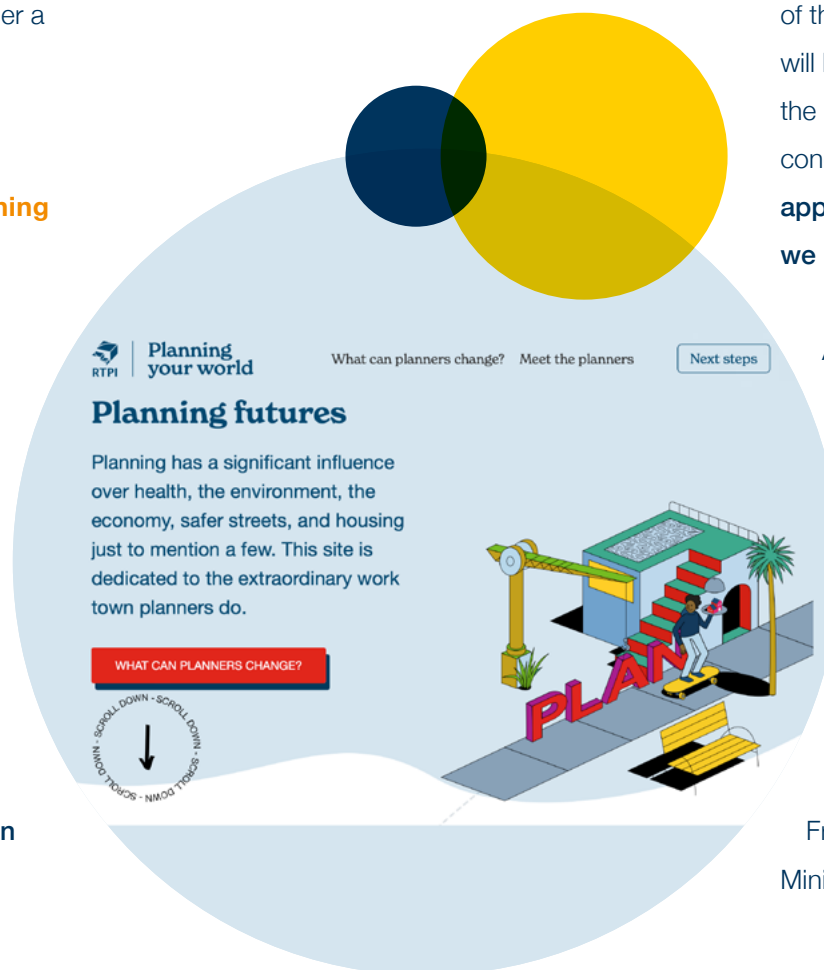 er a
ning
n
RTPI
Planning
your world
What can planners change?
Meet the planners
Next steps
Planning futures
Planning has a significant influence
over health, the environment, the
economy, safer streets, and housing
just to mention a few. This site is
dedicated to the extraordinary work
town planners do.
WHAT CAN PLANNERS CHANGE?
SCROLL DOWN - SCROLL DOWN - SCROLL DOWN - SCROLL DOWN -
PLAN
of th
will
the
con
app
we
Mini